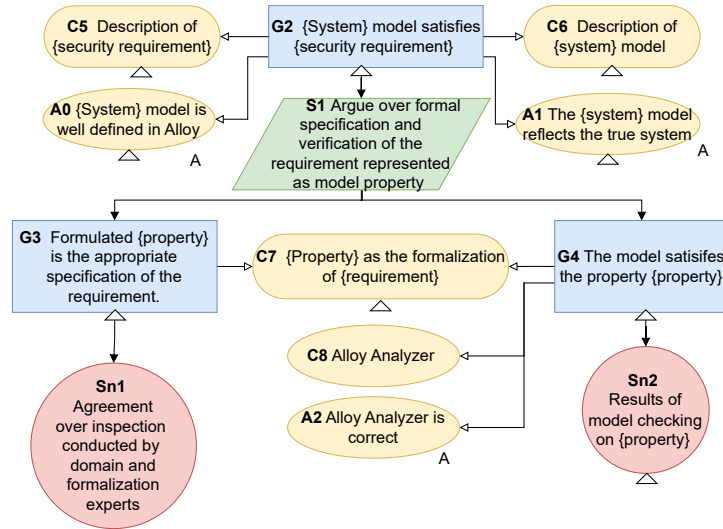 C5 Description of
{security requirement}
G2 {System} model satisfies
{security requirement}
C6 Description of
{system} model
A0 {System} model is
well defined in Alloy
A
S1 Argue over formal
specification and
verification of the
requirement represented
as model property
A1 The {system} model
reflects the true system
A
G3 Formulated {property}
is the appropriate
specification of the
requirement.
C7 {Property} as the formalization
of {requirement}
G4 The model satisifes
the property {property}
C8 Alloy Analyzer
A2 Alloy Analyzer is
correct
A
Sn1
Agreement
over inspection
conducted by
domain and
formalization
experts
Sn2
Results of
model checking
on {property}